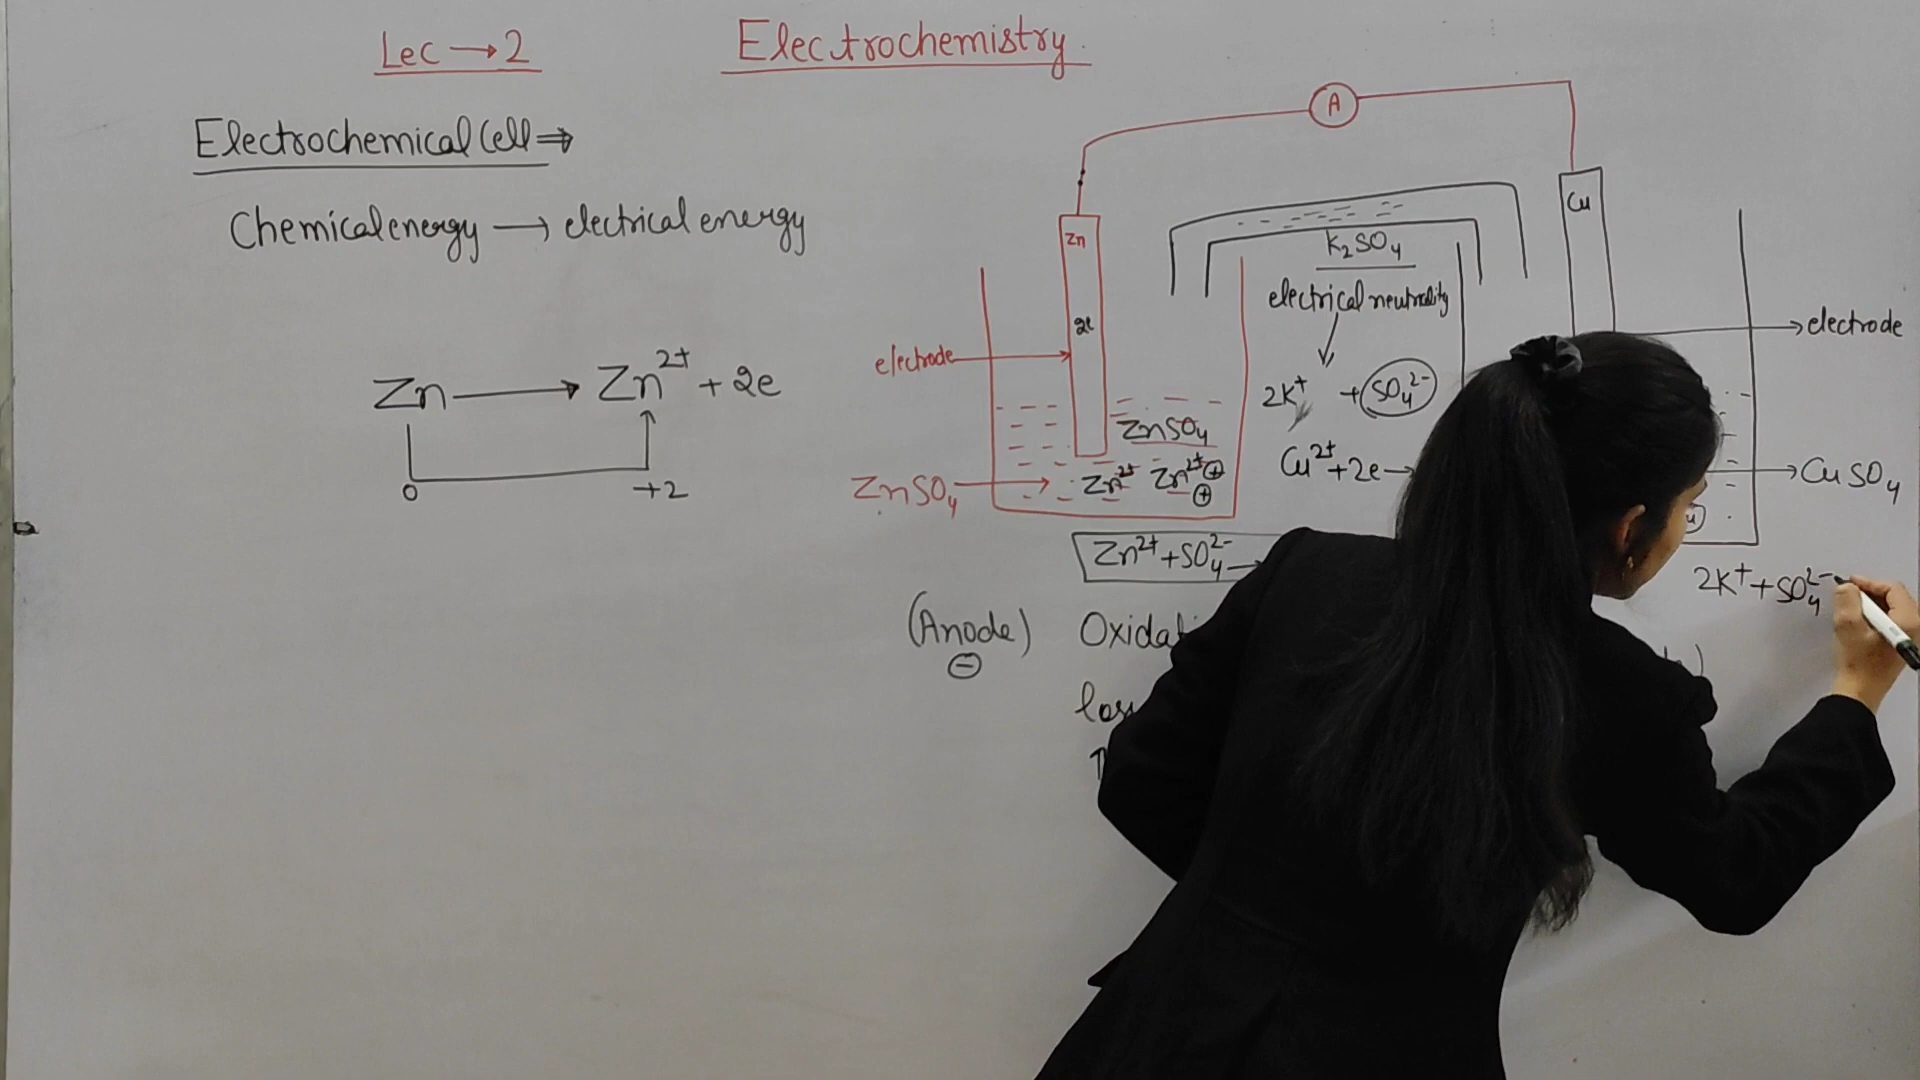 Lec → 2
Electrochemistry
Electrochemical Cell ⇒
Chemical energy → electrical energy
Zn → Zn²⁺ + 2e
0 +2
A
Zn
2e
electrode
ZnSO₄
ZnSO₄
Zn²⁺ Zn²⁺ ⊕
⊕
K₂SO₄
electrical neutrality
2K⁺ + SO₄²⁻
Cu²⁺ + 2e →
Cu
electrode
CuSO₄
Zn²⁺ + SO₄²⁻ →
2K⁺ + SO₄²⁻
(Anode)
⊖